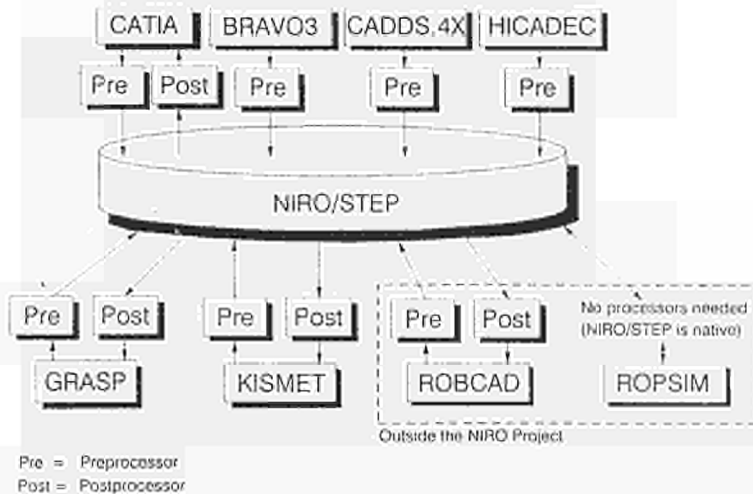 CATIA BRAVO3 CADDS.4X HICADEC
Pre Post Pre Pre Pre
NIRO/STEP
Pre Post Pre Post Pre Post
No processors needed
(NIRO/STEP is native)
GRASP KISMET ROBCAD ROPSIM
Outside the NIRO Project
Pre = Preprocessor
Post = Postprocessor